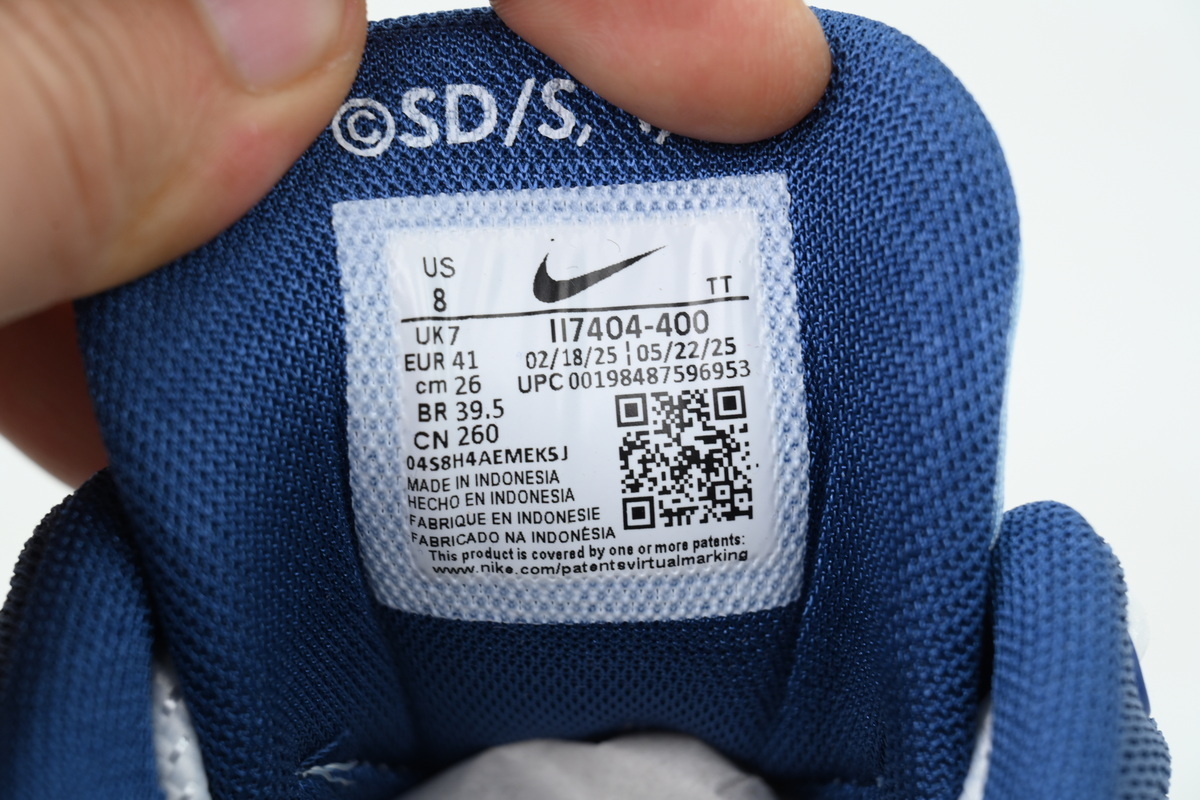 ©SD/S,
US
8
TT
UK 7
II7404-400
EUR 41
02/18/25 ¦ 05/22/25
cm 26
UPC 00198487596953
BR 39.5
CN 260
04S8H4AEMEK5J
MADE IN INDONESIA
HECHO EN INDONESIA
FABRIQUE EN INDONESIE
FABRICADO NA INDONÉSIA
This product is covered by one or more patents:
www.nike.com/patentsvirtualmarking